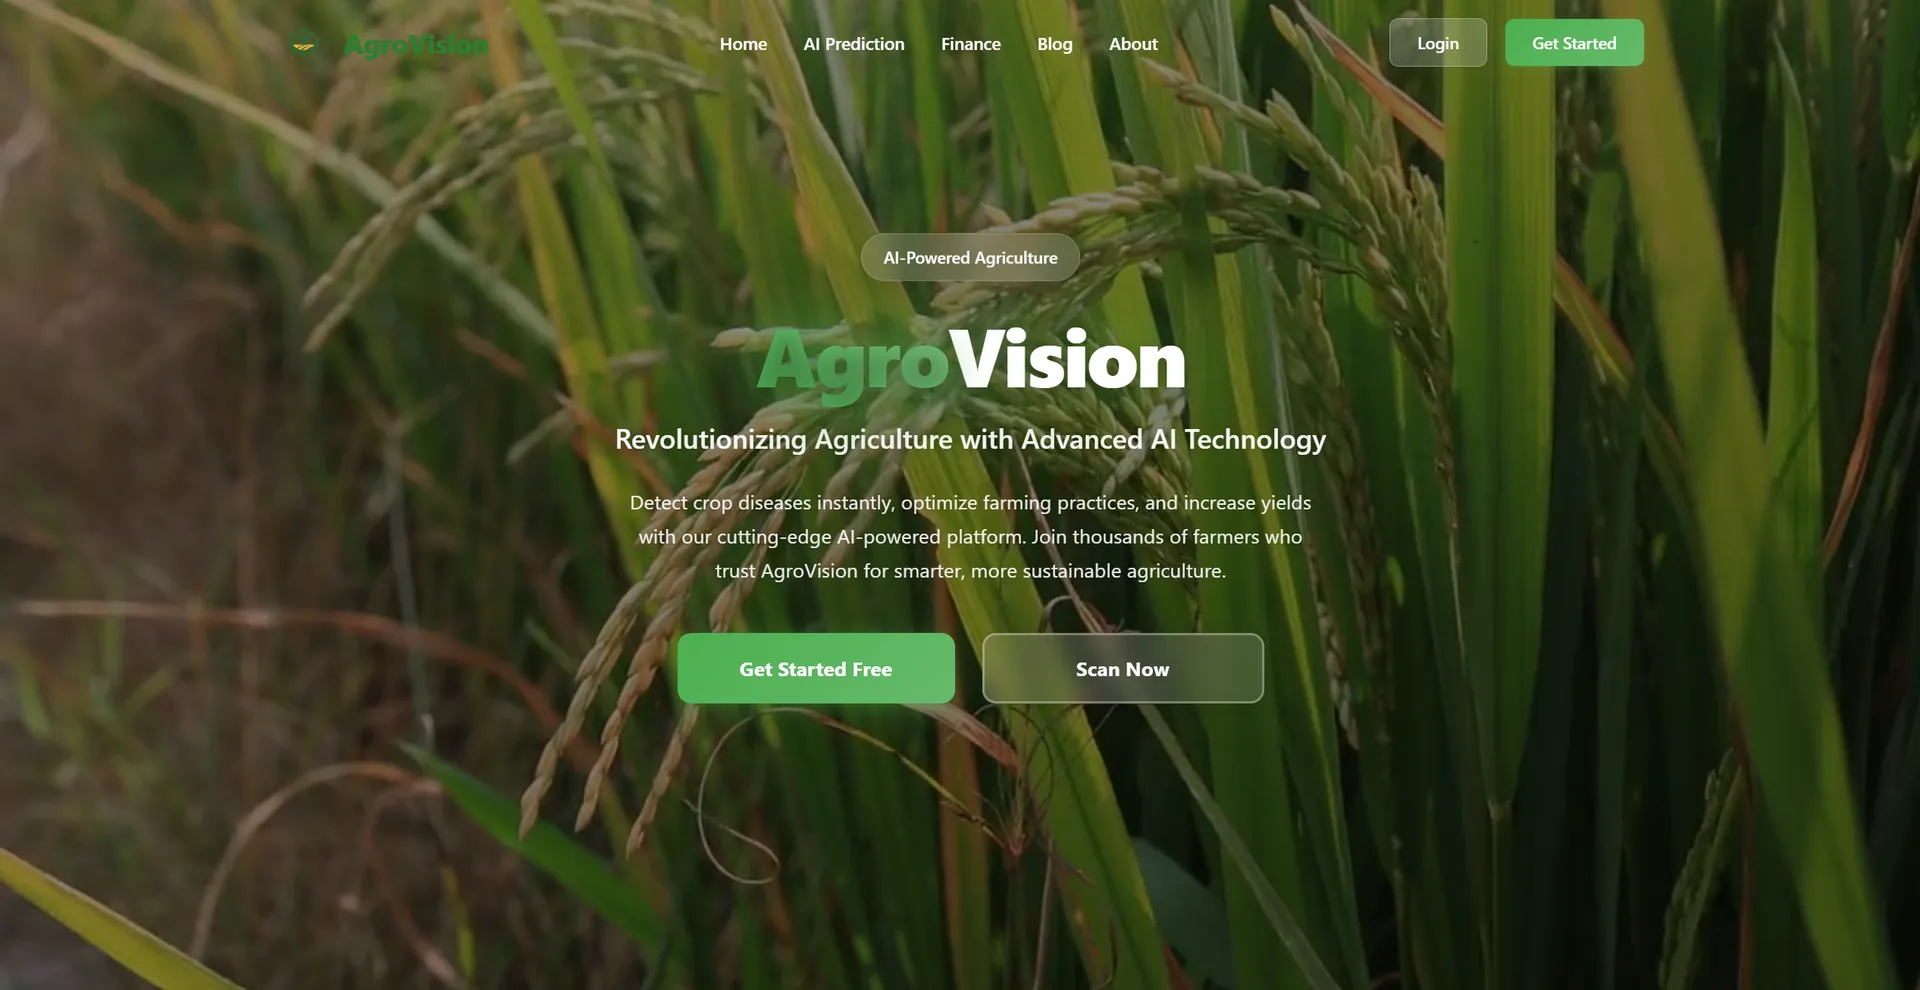 AgroVision
Home
AI Prediction
Finance
Blog
About
Login
Get Started
AI-Powered Agriculture
AgroVision
Revolutionizing Agriculture with Advanced AI Technology
Detect crop diseases instantly, optimize farming practices, and increase yields
with our cutting-edge AI-powered platform. Join thousands of farmers who
trust AgroVision for smarter, more sustainable agriculture.
Get Started Free
Scan Now